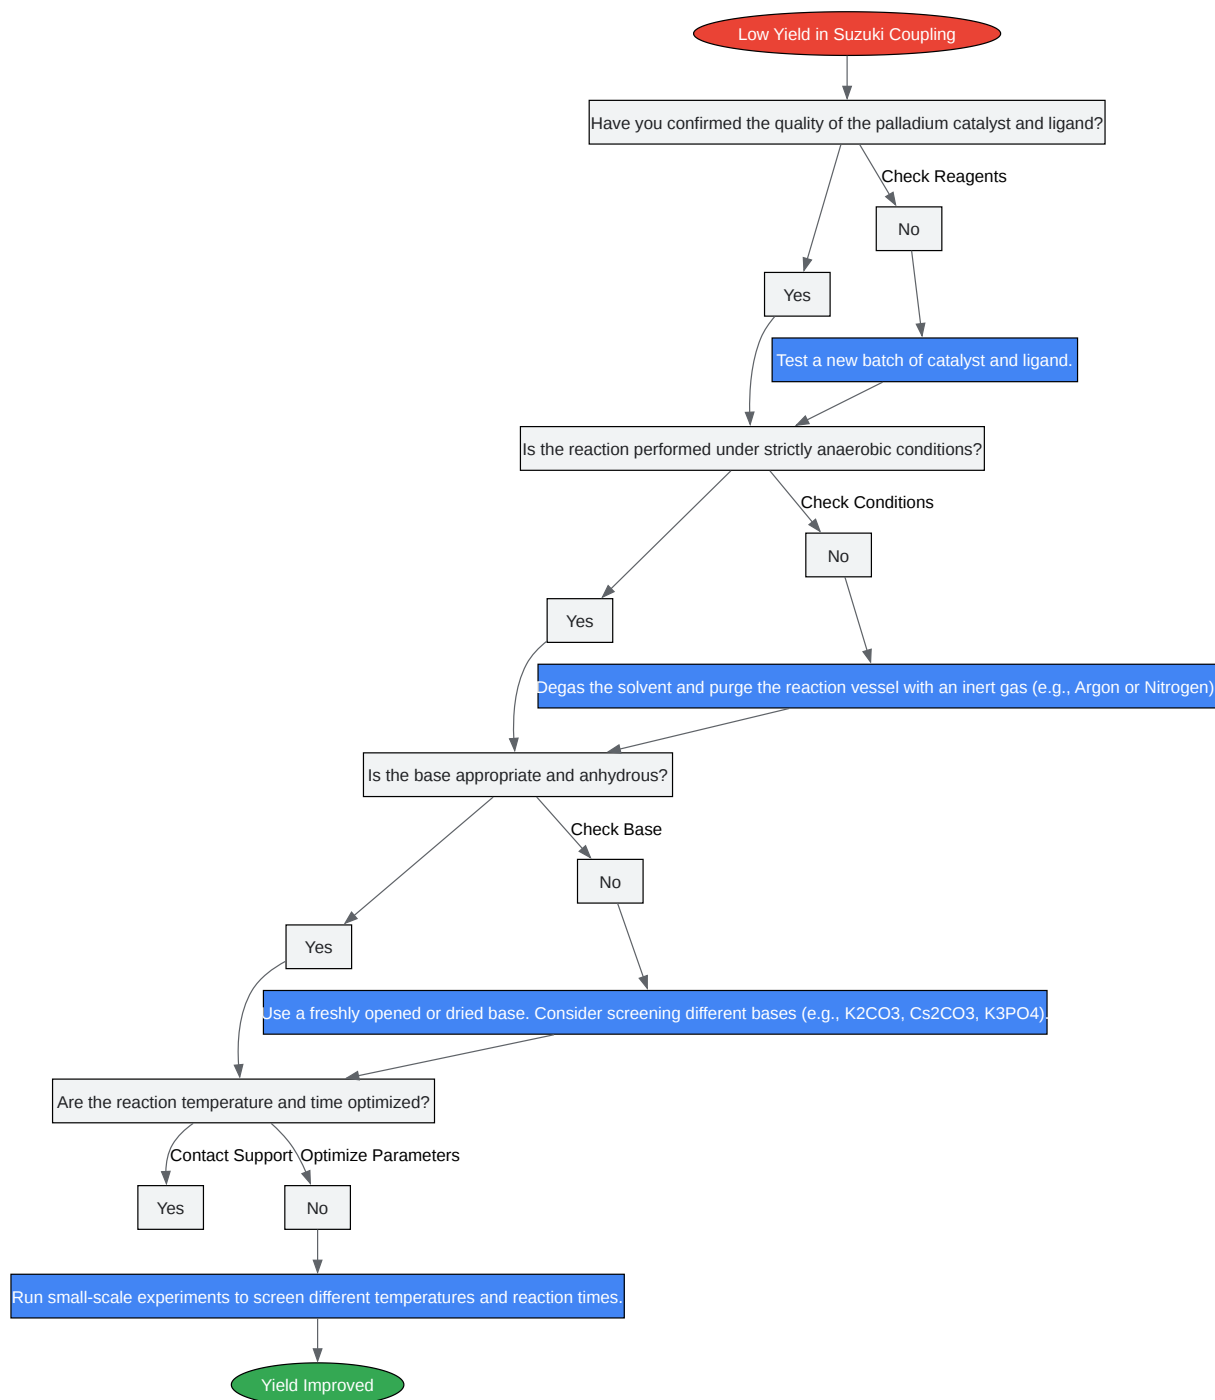 Low Yield in Suzuki Coupling
Have you confirmed the quality of the palladium catalyst and ligand?
Check Reagents
No
Yes
Test a new batch of catalyst and ligand.
Is the reaction performed under strictly anaerobic conditions?
Check Conditions
No
Yes
Degas the solvent and purge the reaction vessel with an inert gas (e.g., Argon or Nitrogen)
Is the base appropriate and anhydrous?
Check Base
No
Yes
Use a freshly opened or dried base. Consider screening different bases (e.g., K2CO3, Cs2CO3, K3PO4).
Are the reaction temperature and time optimized?
Contact Support
Optimize Parameters
Yes
No
Run small-scale experiments to screen different temperatures and reaction times.
Yield Improved